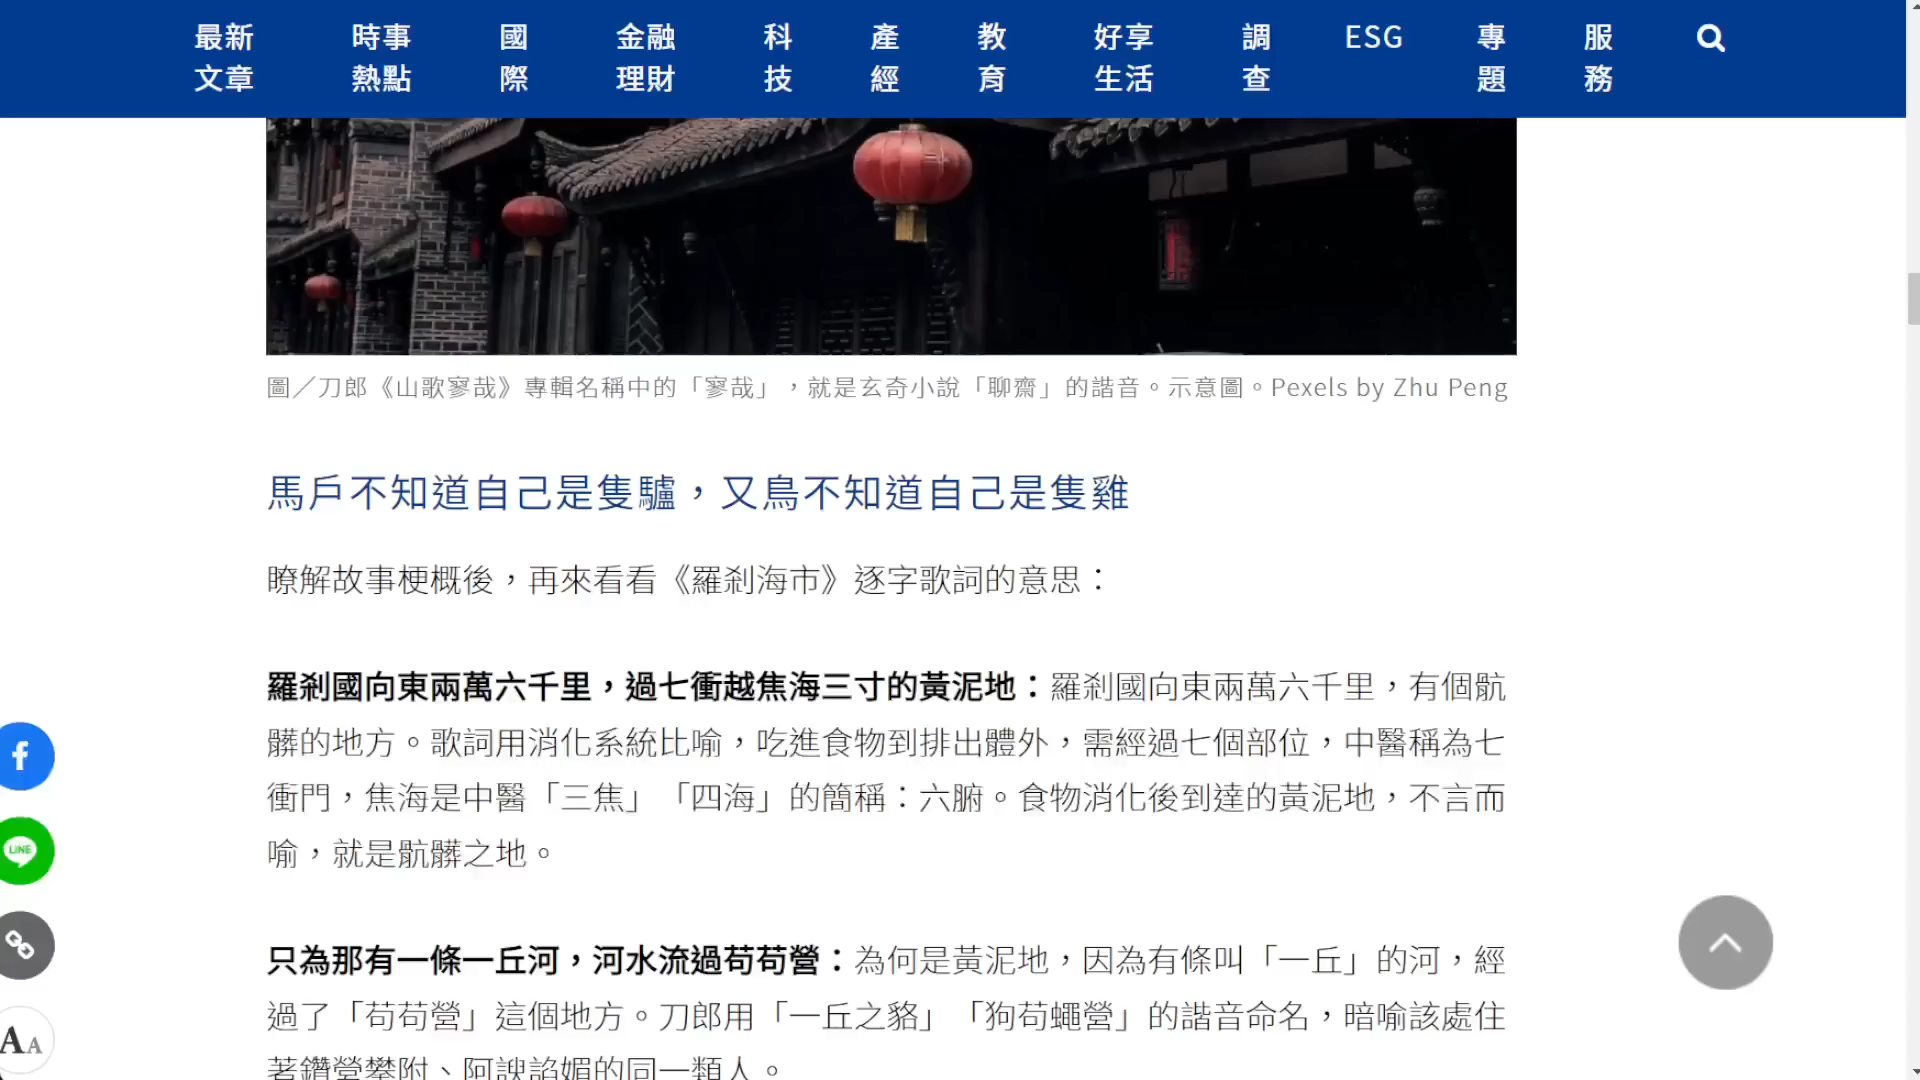 最新 時事 國 金融 科 產 教 好享 調 ESG 專 服
文章 熱點 際 理財 技 經 育 生活 查 題 務
圖／刀郎《山歌寥哉》專輯名稱中的「寥哉」，就是玄奇小說「聊齋」的諧音。示意圖。Pexels by Zhu Peng
馬戶不知道自己是隻驢，又鳥不知道自己是隻雞
瞭解故事梗概後，再來看看《羅剎海市》逐字歌詞的意思：
羅剎國向東兩萬六千里，過七衝越焦海三寸的黃泥地：羅剎國向東兩萬六千里，有個骯
髒的地方。歌詞用消化系統比喻，吃進食物到排出體外，需經過七個部位，中醫稱為七
衝門，焦海是中醫「三焦」「四海」的簡稱：六腑。食物消化後到達的黃泥地，不言而
喻，就是骯髒之地。
只為那有一條一丘河，河水流過苟苟營：為何是黃泥地，因為有條叫「一丘」的河，經
過了「苟苟營」這個地方。刀郎用「一丘之貉」「狗苟蠅營」的諧音命名，暗喻該處住
著鑽營攀附、阿諛諂媚的同一類人。
LINE
AA